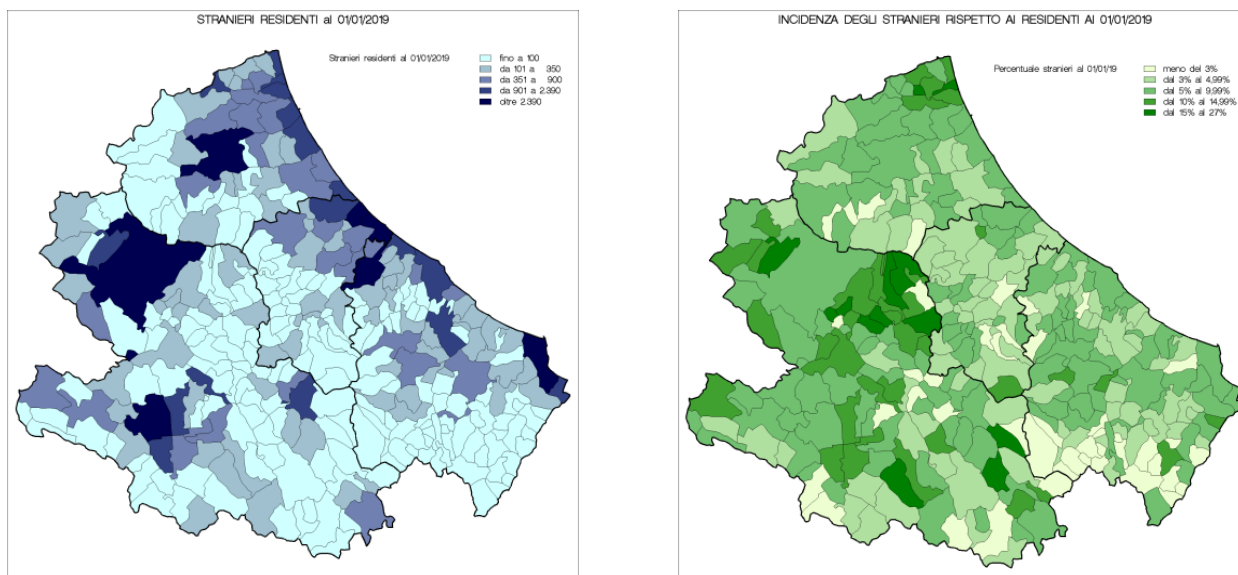 STRANIERI RESIDENTI al 01/01/2019
Stranieri residenti al 01/01/2019
fino a 100
da 101 a 350
da 351 a 900
da 901 a 2.390
oltre 2.390
INCIDENZA DEGLI STRANIERI RISPETTO AI RESIDENTI AI 01/01/2019
Percentuale stranieri al 01/01/19
meno del 3%
dal 3% al 4,99%
dal 5% al 9,99%
dal 10% al 14,99%
dal 15% al 27%